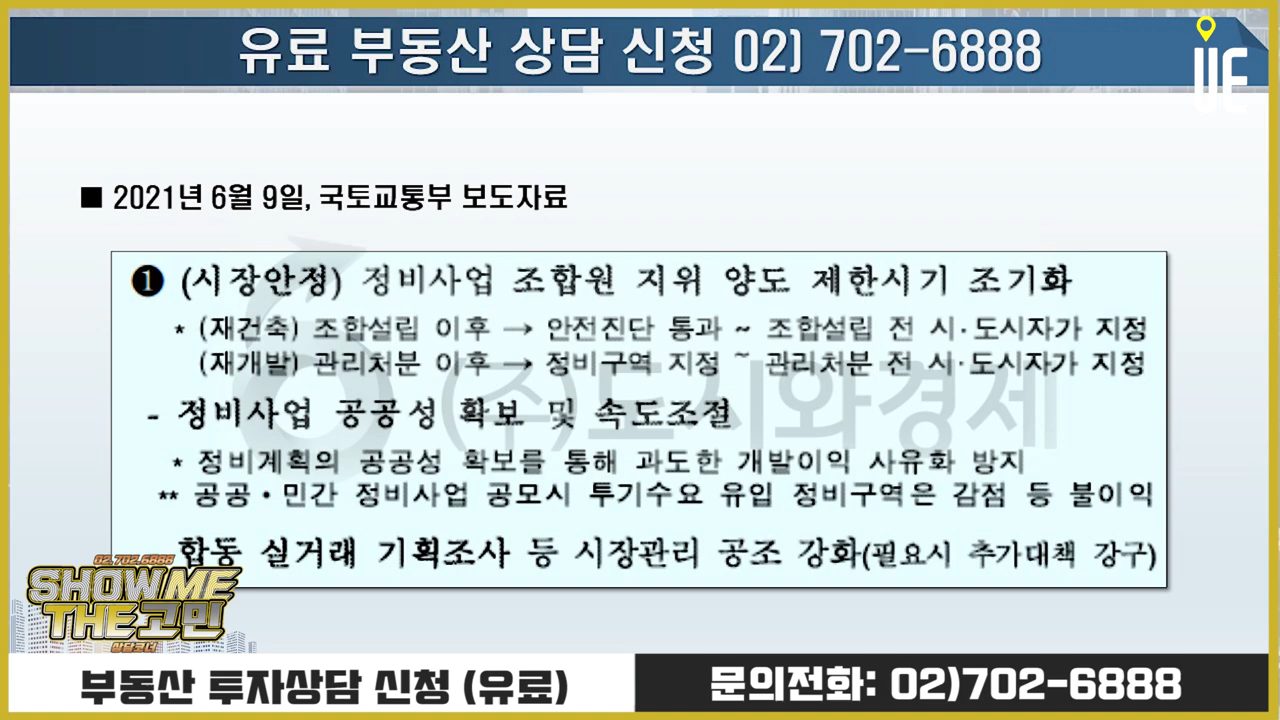 유료 부동산 상담 신청 02) 702-6888
UE
■ 2021년 6월 9일, 국토교통부 보도자료
❶ (시장안정) 정비사업 조합원 지위 양도 제한시기 조기화
* (재건축) 조합설립 이후 → 안전진단 통과 ~ 조합설립 전 시·도시자가 지정
(재개발) 관리처분 이후 → 정비구역 지정 ~ 관리처분 전 시·도시자가 지정
- 정비사업 공공성 확보 및 속도조절
(주)도시와경제
* 정비계획의 공공성 확보를 통해 과도한 개발이익 사유화 방지
** 공공·민간 정비사업 공모시 투기수요 유입 정비구역은 감점 등 불이익
합동 실거래 기획조사 등 시장관리 공조 강화(필요시 추가대책 강구)
02.702.6888
SHOW ME
THE고민
상담코너
부동산 투자상담 신청 (유료)
문의전화: 02)702-6888